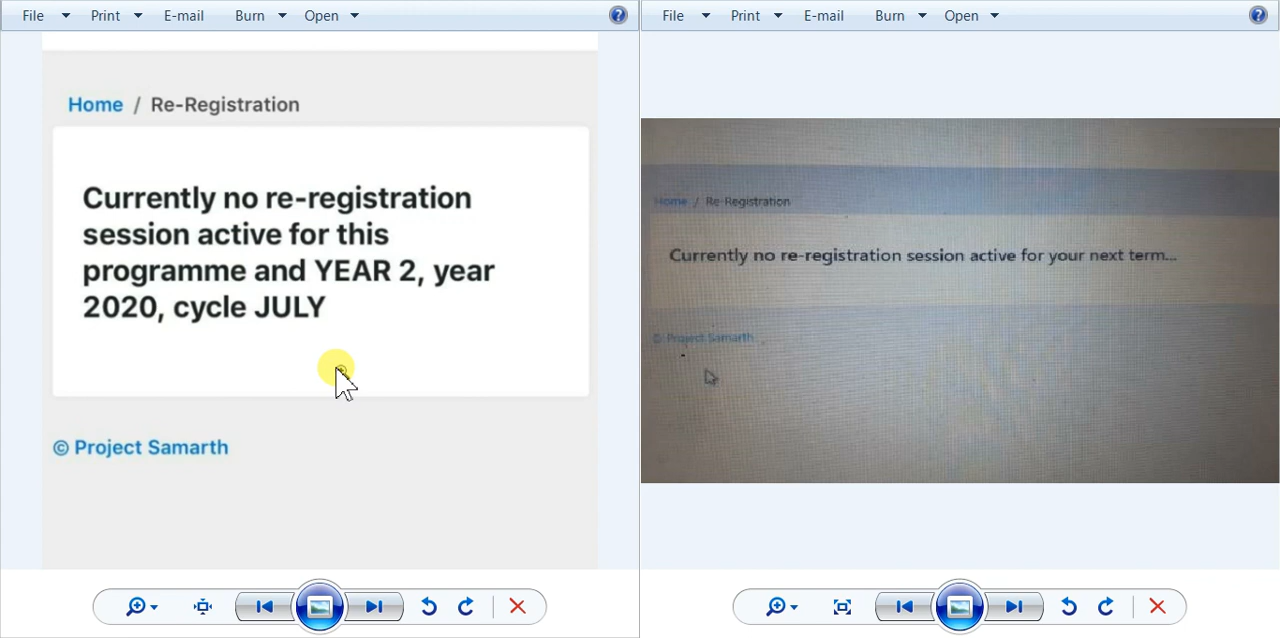 File Print E-mail Burn Open
Home / Re-Registration
Currently no re-registration
session active for this
programme and YEAR 2, year
2020, cycle JULY
© Project Samarth
File Print E-mail Burn Open
Home / Re-Registration
Currently no re-registration session active for your next term...
© Project Samarth